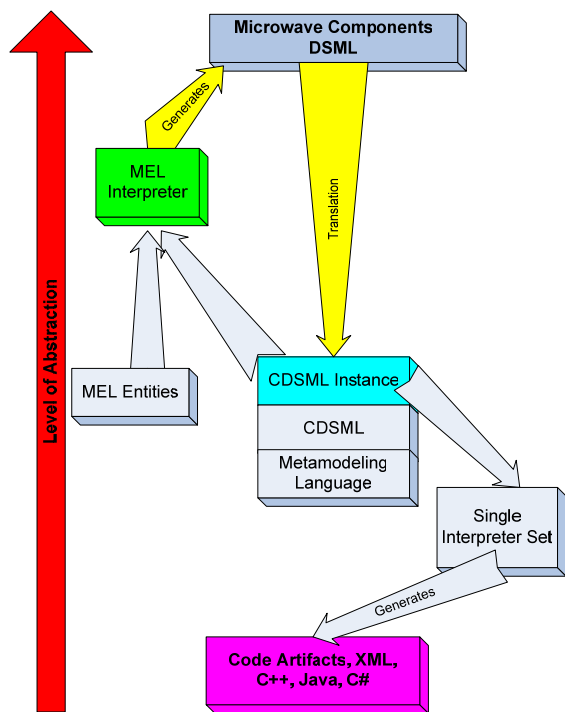 Microwave Components
DSML
Generates
MEL
Interpreter
Translation
Level of Abstraction
MEL Entities
CDSML Instance
CDSML
Metamodeling
Language
Single
Interpreter Set
Generates
Code Artifacts, XML,
C++, Java, C#